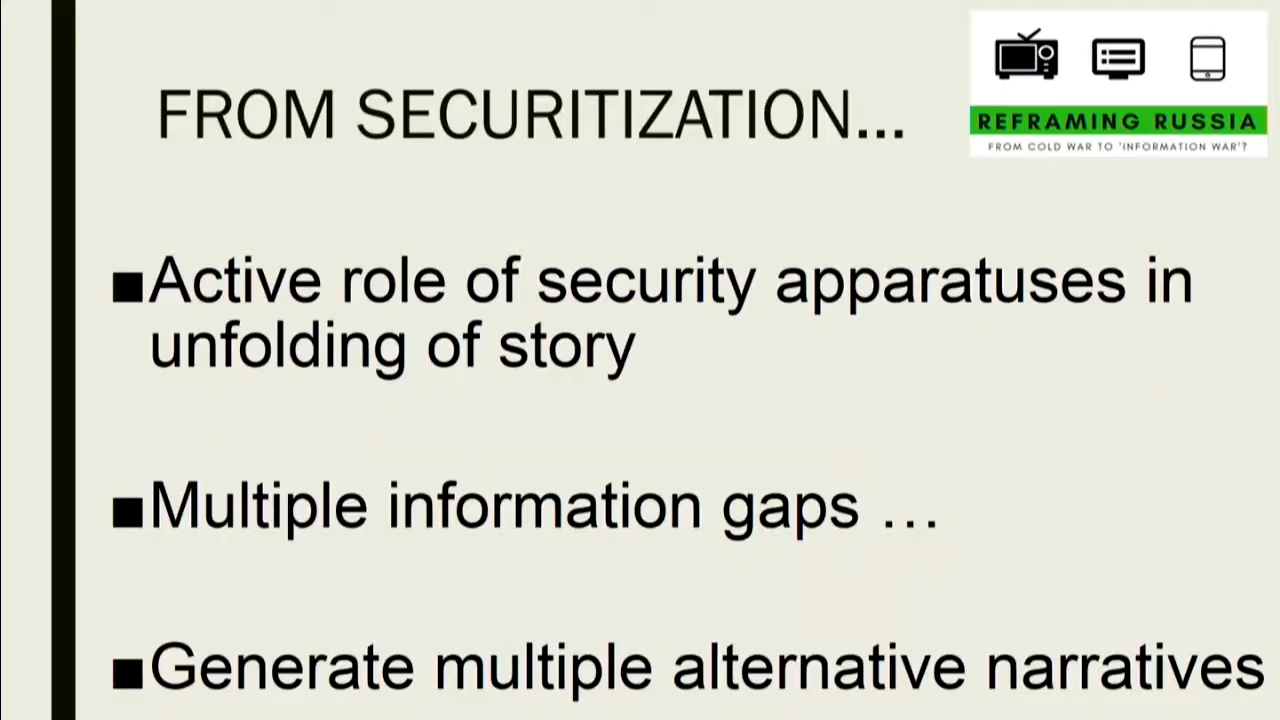 FROM SECURITIZATION...
REFRAMING RUSSIA
FROM COLD WAR TO 'INFORMATION WAR'?
■Active role of security apparatuses in
unfolding of story
■Multiple information gaps …
■Generate multiple alternative narratives